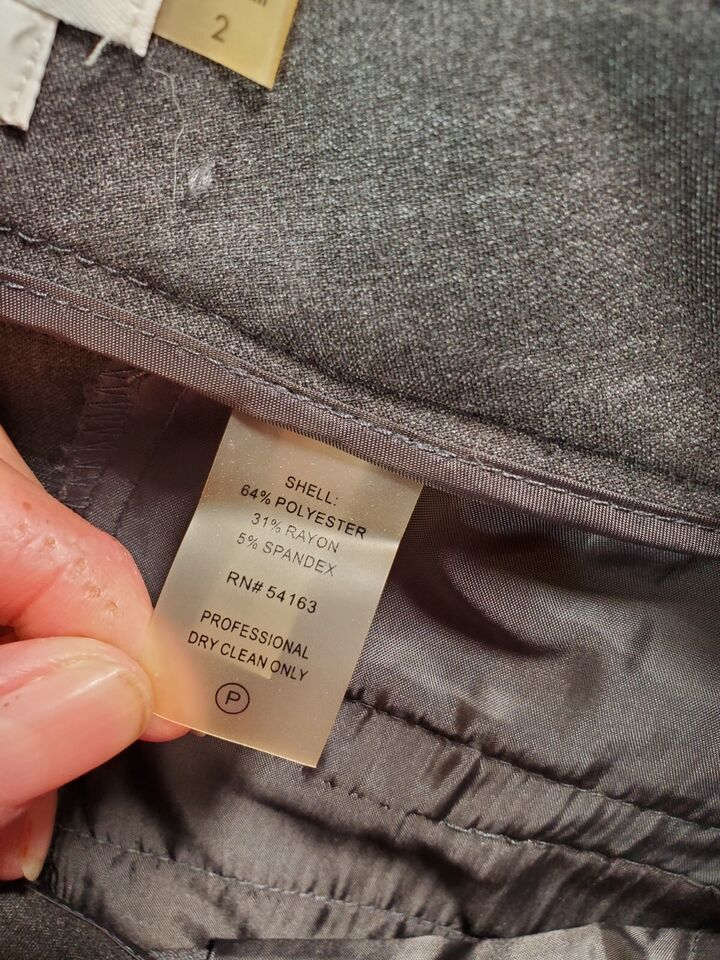 2
SHELL:
64% POLYESTER
31% RAYON
5% SPANDEX
RN# 54163
PROFESSIONAL
DRY CLEAN ONLY
P